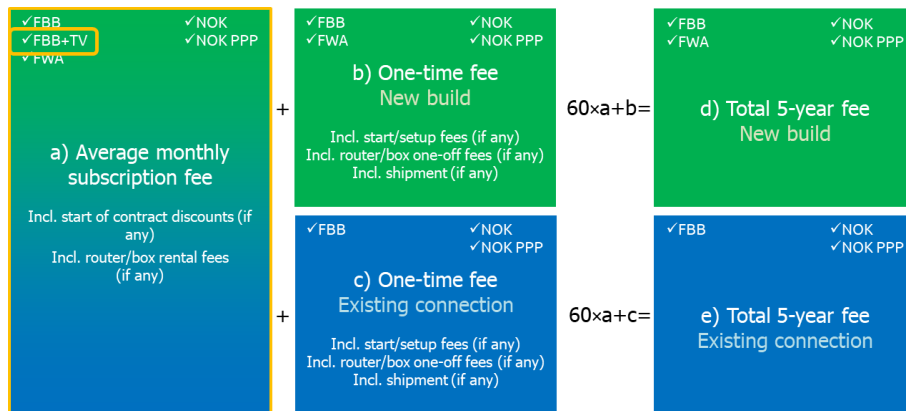 ✓FBB ✓NOK
✓FBB+TV ✓NOK PPP
✓FWA
a) Average monthly
subscription fee
Incl. start of contract discounts (if
any)
Incl. router/box rental fees
(if any)
+
✓FBB ✓NOK
✓FWA ✓NOK PPP
b) One-time fee
New build
Incl. start/setup fees (if any)
Incl. router/box one-off fees (if any)
Incl. shipment (if any)
60×a+b=
✓FBB ✓NOK
✓FWA ✓NOK PPP
d) Total 5-year fee
New build
+
✓FBB ✓NOK
✓NOK PPP
c) One-time fee
Existing connection
Incl. start/setup fees (if any)
Incl. router/box one-off fees (if any)
Incl. shipment (if any)
60×a+c=
✓FBB ✓NOK
✓NOK PPP
e) Total 5-year fee
Existing connection